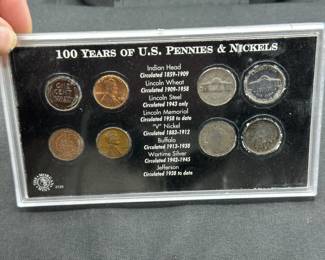 100 YEARS OF U.S. PENNIES & NICKELS
Indian Head
Circulated 1859-1909
Lincoln Wheat
Circulated 1909-1958
Lincoln Steel
Circulated 1943 only
Lincoln Memorial
Circulated 1958 to date
"V" Nickel
Circulated 1883-1912
Buffalo
Circulated 1913-1938
Wartime Silver
Circulated 1942-1945
Jefferson
Circulated 1938 to date
ONE
CENT